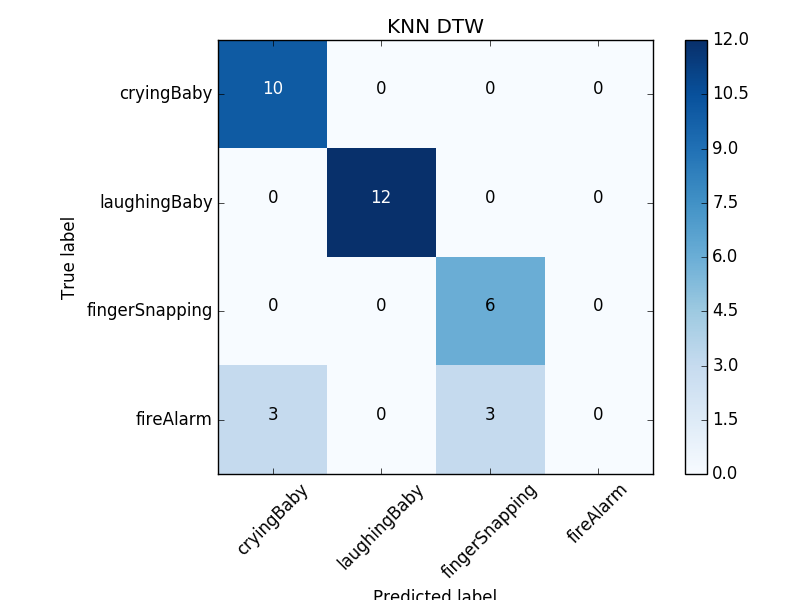 KNN DTW
True label
cryingBaby 10 0 0 0
laughingBaby 0 12 0 0
fingerSnapping 0 0 6 0
fireAlarm 3 0 3 0
cryingBaby laughingBaby fingerSnapping fireAlarm
Predicted label
12.0
10.5
9.0
7.5
6.0
4.5
3.0
1.5
0.0